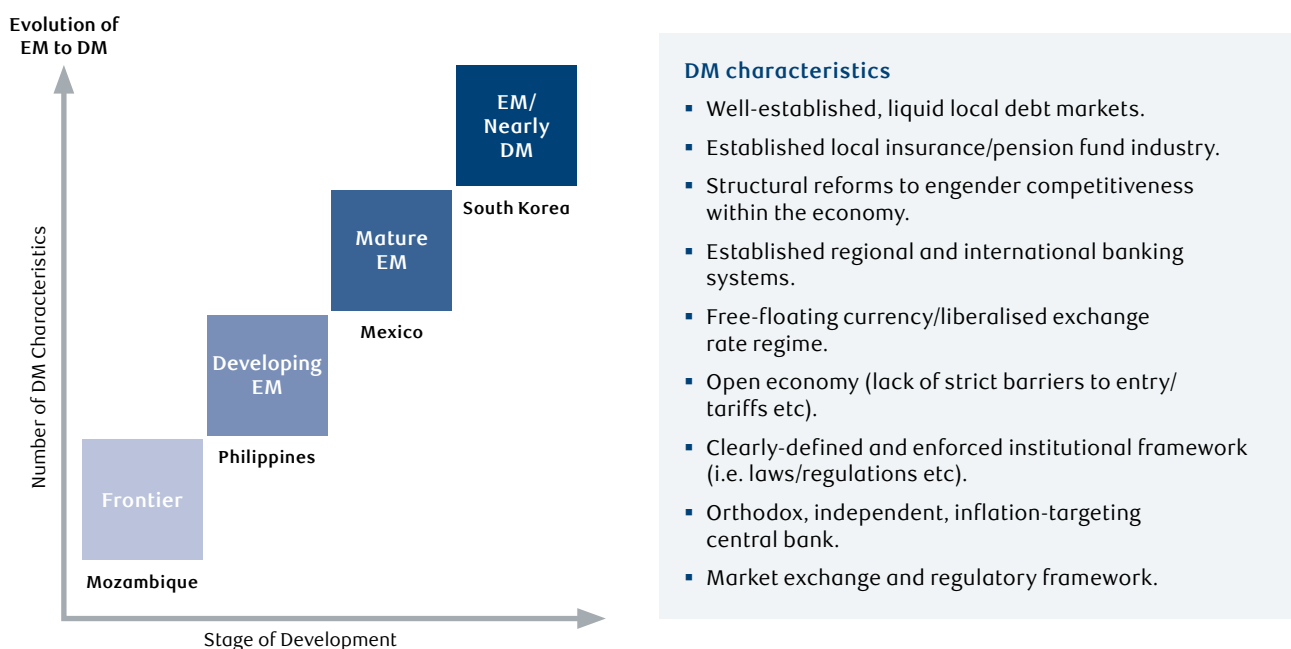 Evolution of
EM to DM
Number of DM Characteristics
EM/
Nearly
DM
South Korea
Mature
EM
Mexico
Developing
EM
Philippines
Frontier
Mozambique
Stage of Development
DM characteristics
▪ Well-established, liquid local debt markets.
▪ Established local insurance/pension fund industry.
▪ Structural reforms to engender competitiveness
within the economy.
▪ Established regional and international banking
systems.
▪ Free-floating currency/liberalised exchange
rate regime.
▪ Open economy (lack of strict barriers to entry/
tariffs etc).
▪ Clearly-defined and enforced institutional framework
(i.e. laws/regulations etc).
▪ Orthodox, independent, inflation-targeting
central bank.
▪ Market exchange and regulatory framework.